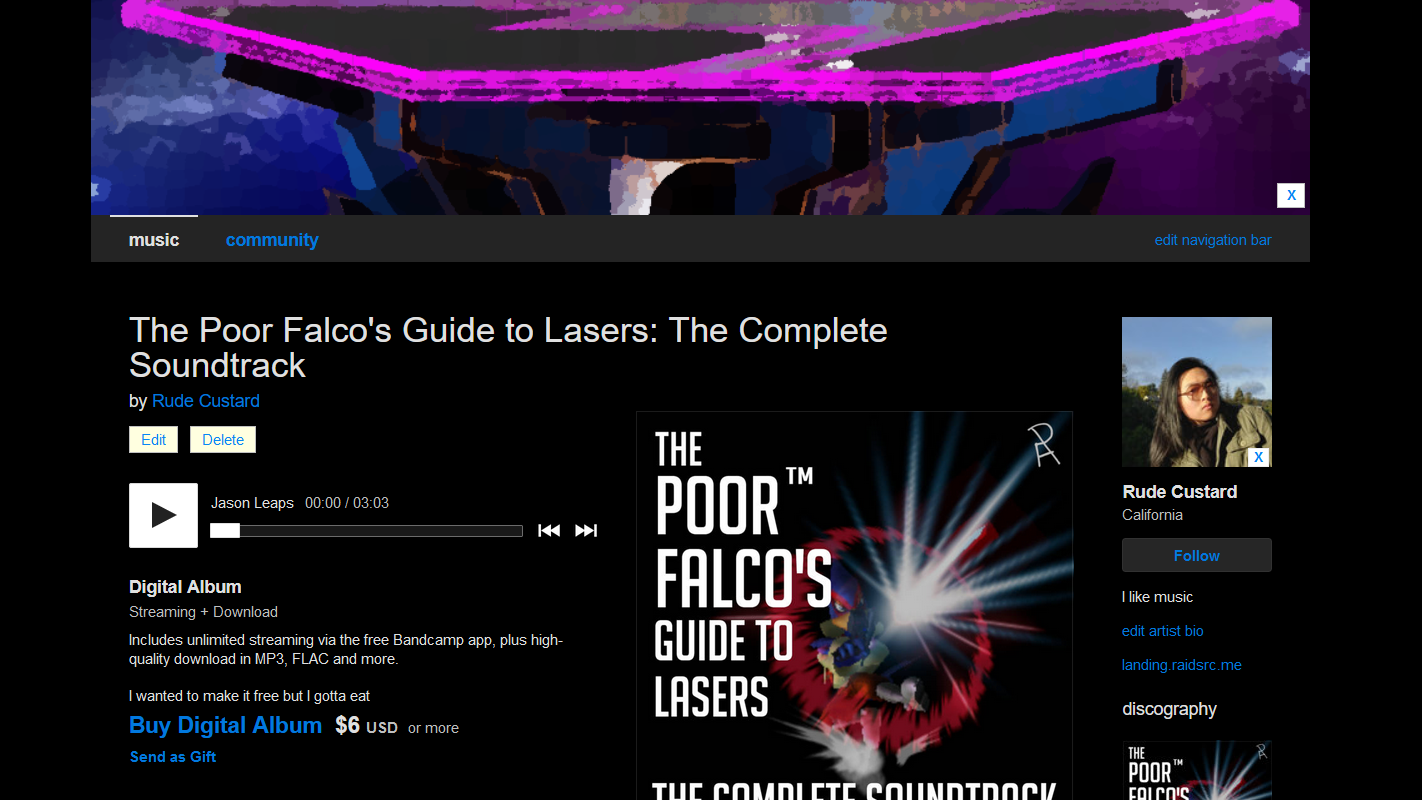 X
music
community
edit navigation bar
The Poor Falco's Guide to Lasers: The Complete
Soundtrack
by Rude Custard
Edit
Delete
Jason Leaps 00:00 / 03:03
Digital Album
Streaming + Download
Includes unlimited streaming via the free Bandcamp app, plus high-
quality download in MP3, FLAC and more.
I wanted to make it free but I gotta eat
Buy Digital Album $6 USD or more
Send as Gift
THE
POOR™
FALCO'S
GUIDE TO
LASERS
THE COMPLETE SOUNDTRACK
X
Rude Custard
California
Follow
I like music
edit artist bio
landing.raidsrc.me
discography
THE
POOR™
FALCO'S